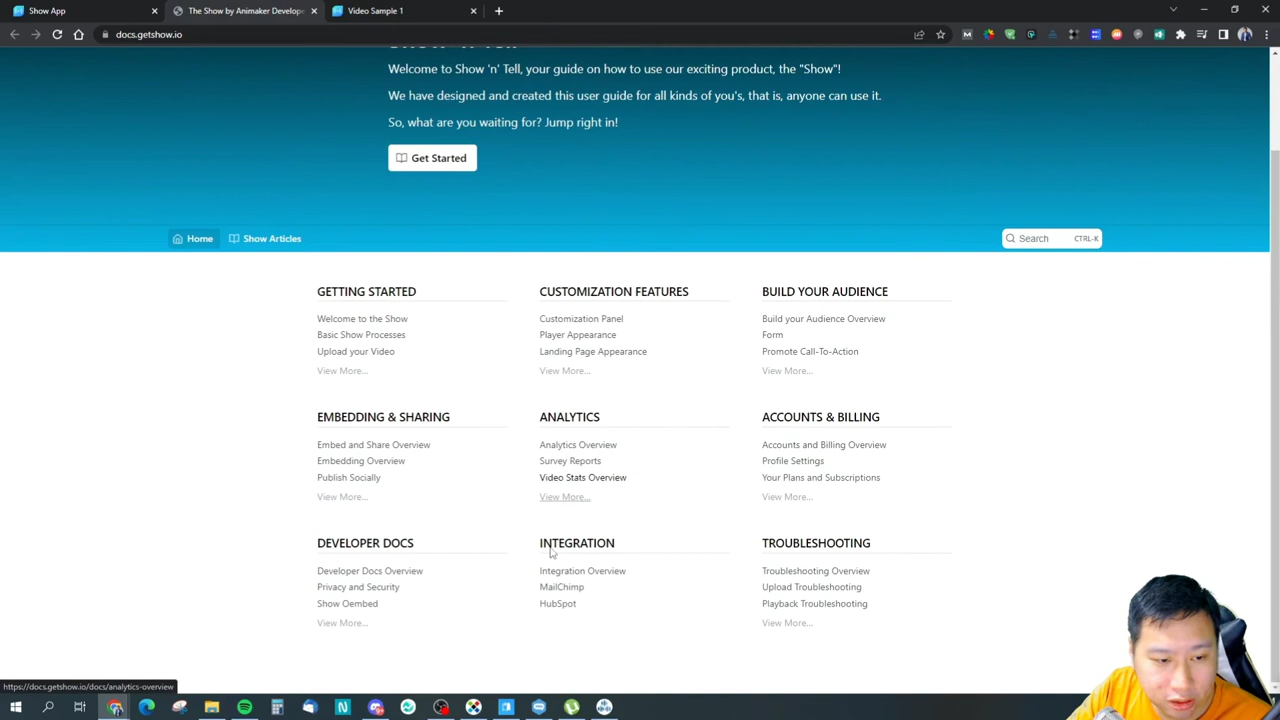 Show App
The Show by Animaker Develope
Video Sample 1
docs.getshow.io
Welcome to Show 'n' Tell, your guide on how to use our exciting product, the "Show"!
We have designed and created this user guide for all kinds of you's, that is, anyone can use it.
So, what are you waiting for? Jump right in!
Get Started
Home
Show Articles
Search
CTRL-K
GETTING STARTED
Welcome to the Show
Basic Show Processes
Upload your Video
View More...
CUSTOMIZATION FEATURES
Customization Panel
Player Appearance
Landing Page Appearance
View More...
BUILD YOUR AUDIENCE
Build your Audience Overview
Form
Promote Call-To-Action
View More...
EMBEDDING & SHARING
Embed and Share Overview
Embedding Overview
Publish Socially
View More...
ANALYTICS
Analytics Overview
Survey Reports
Video Stats Overview
View More...
ACCOUNTS & BILLING
Accounts and Billing Overview
Profile Settings
Your Plans and Subscriptions
View More...
DEVELOPER DOCS
Developer Docs Overview
Privacy and Security
Show Oembed
View More...
INTEGRATION
Integration Overview
MailChimp
HubSpot
TROUBLESHOOTING
Troubleshooting Overview
Upload Troubleshooting
Playback Troubleshooting
View More...
https://docs.getshow.io/docs/analytics-overview